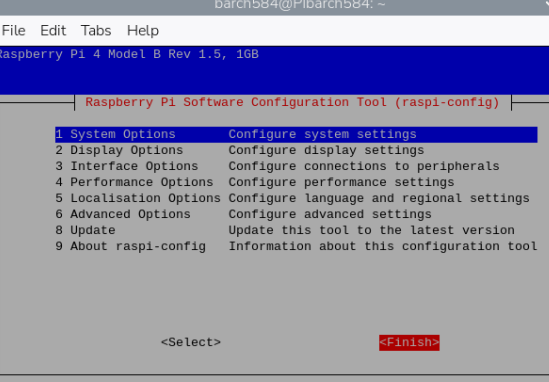 barch584@PIbarch584: ~
File Edit Tabs Help
Raspberry Pi 4 Model B Rev 1.5, 1GB
Raspberry Pi Software Configuration Tool (raspi-config)
1 System Options Configure system settings
2 Display Options Configure display settings
3 Interface Options Configure connections to peripherals
4 Performance Options Configure performance settings
5 Localisation Options Configure language and regional settings
6 Advanced Options Configure advanced settings
8 Update Update this tool to the latest version
9 About raspi-config Information about this configuration tool
<Select> <Finish>